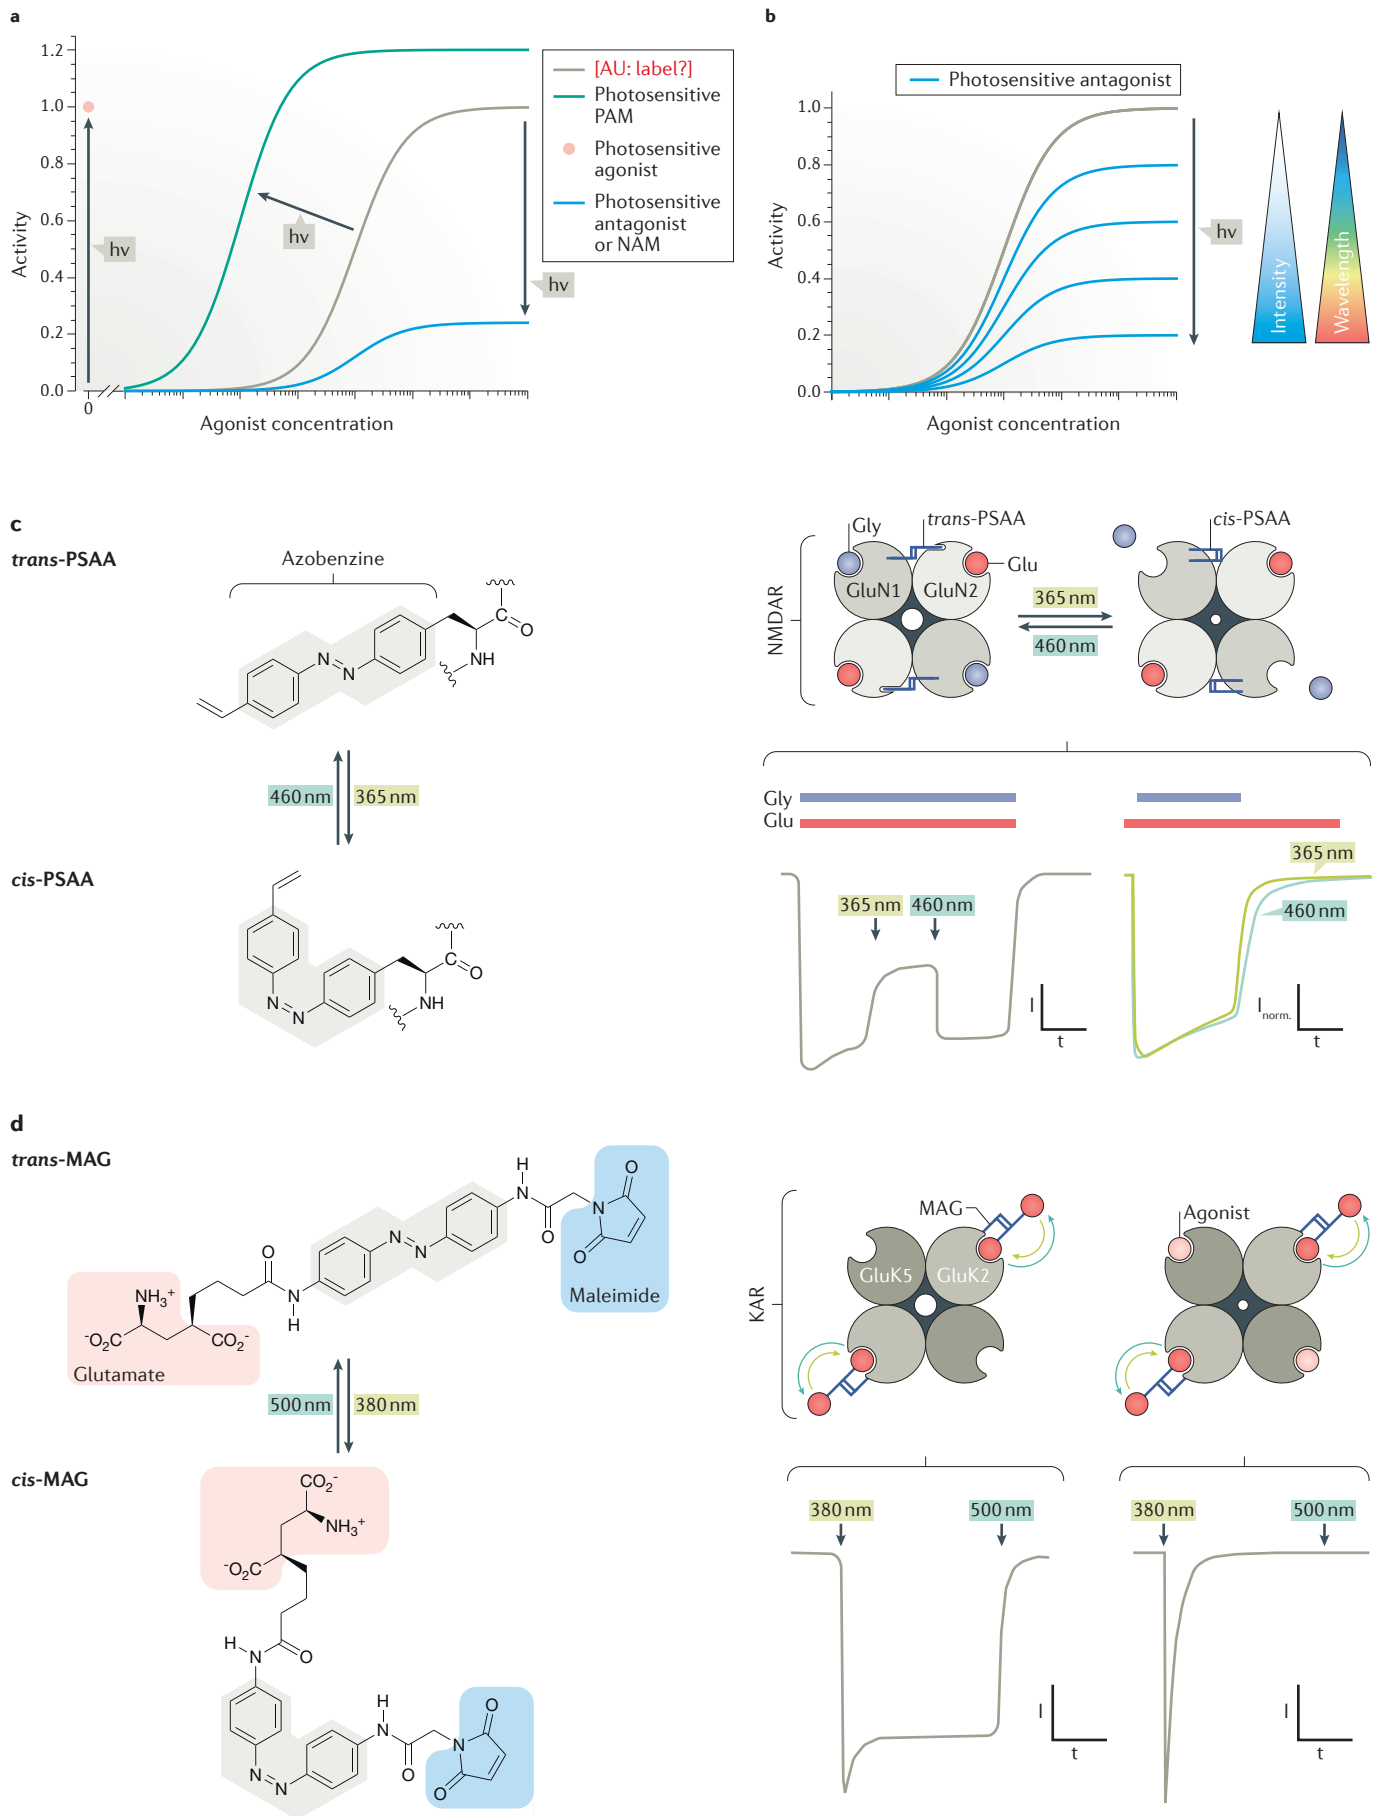 a
1.2
1.0
0.8
0.6
0.4
0.2
0.0
0
Activity
Agonist concentration
hv
hv
hv
[AU: label?]
Photosensitive
PAM
Photosensitive
agonist
Photosensitive
antagonist
or NAM
b
Photosensitive antagonist
1.0
0.8
0.6
0.4
0.2
0.0
Activity
Agonist concentration
hv
Intensity
Wavelength
c
trans-PSAA
Azobenzine
N
N
NH
C
O
460 nm
365 nm
cis-PSAA
N
N
NH
C
O
NMDAR
Gly
trans-PSAA
Glu
GluN1
GluN2
365 nm
460 nm
cis-PSAA
Gly
Glu
365 nm
460 nm
I
t
365 nm
460 nm
Inorm.
t
d
trans-MAG
NH3+
-O2C
CO2-
Glutamate
O
N
H
N
N
H
N
O
N
O
O
Maleimide
500 nm
380 nm
cis-MAG
CO2-
NH3+
-O2C
H
N
O
N
N
H
N
O
N
O
O
KAR
MAG
GluK5
GluK2
Agonist
380 nm
500 nm
I
t
380 nm
500 nm
I
t